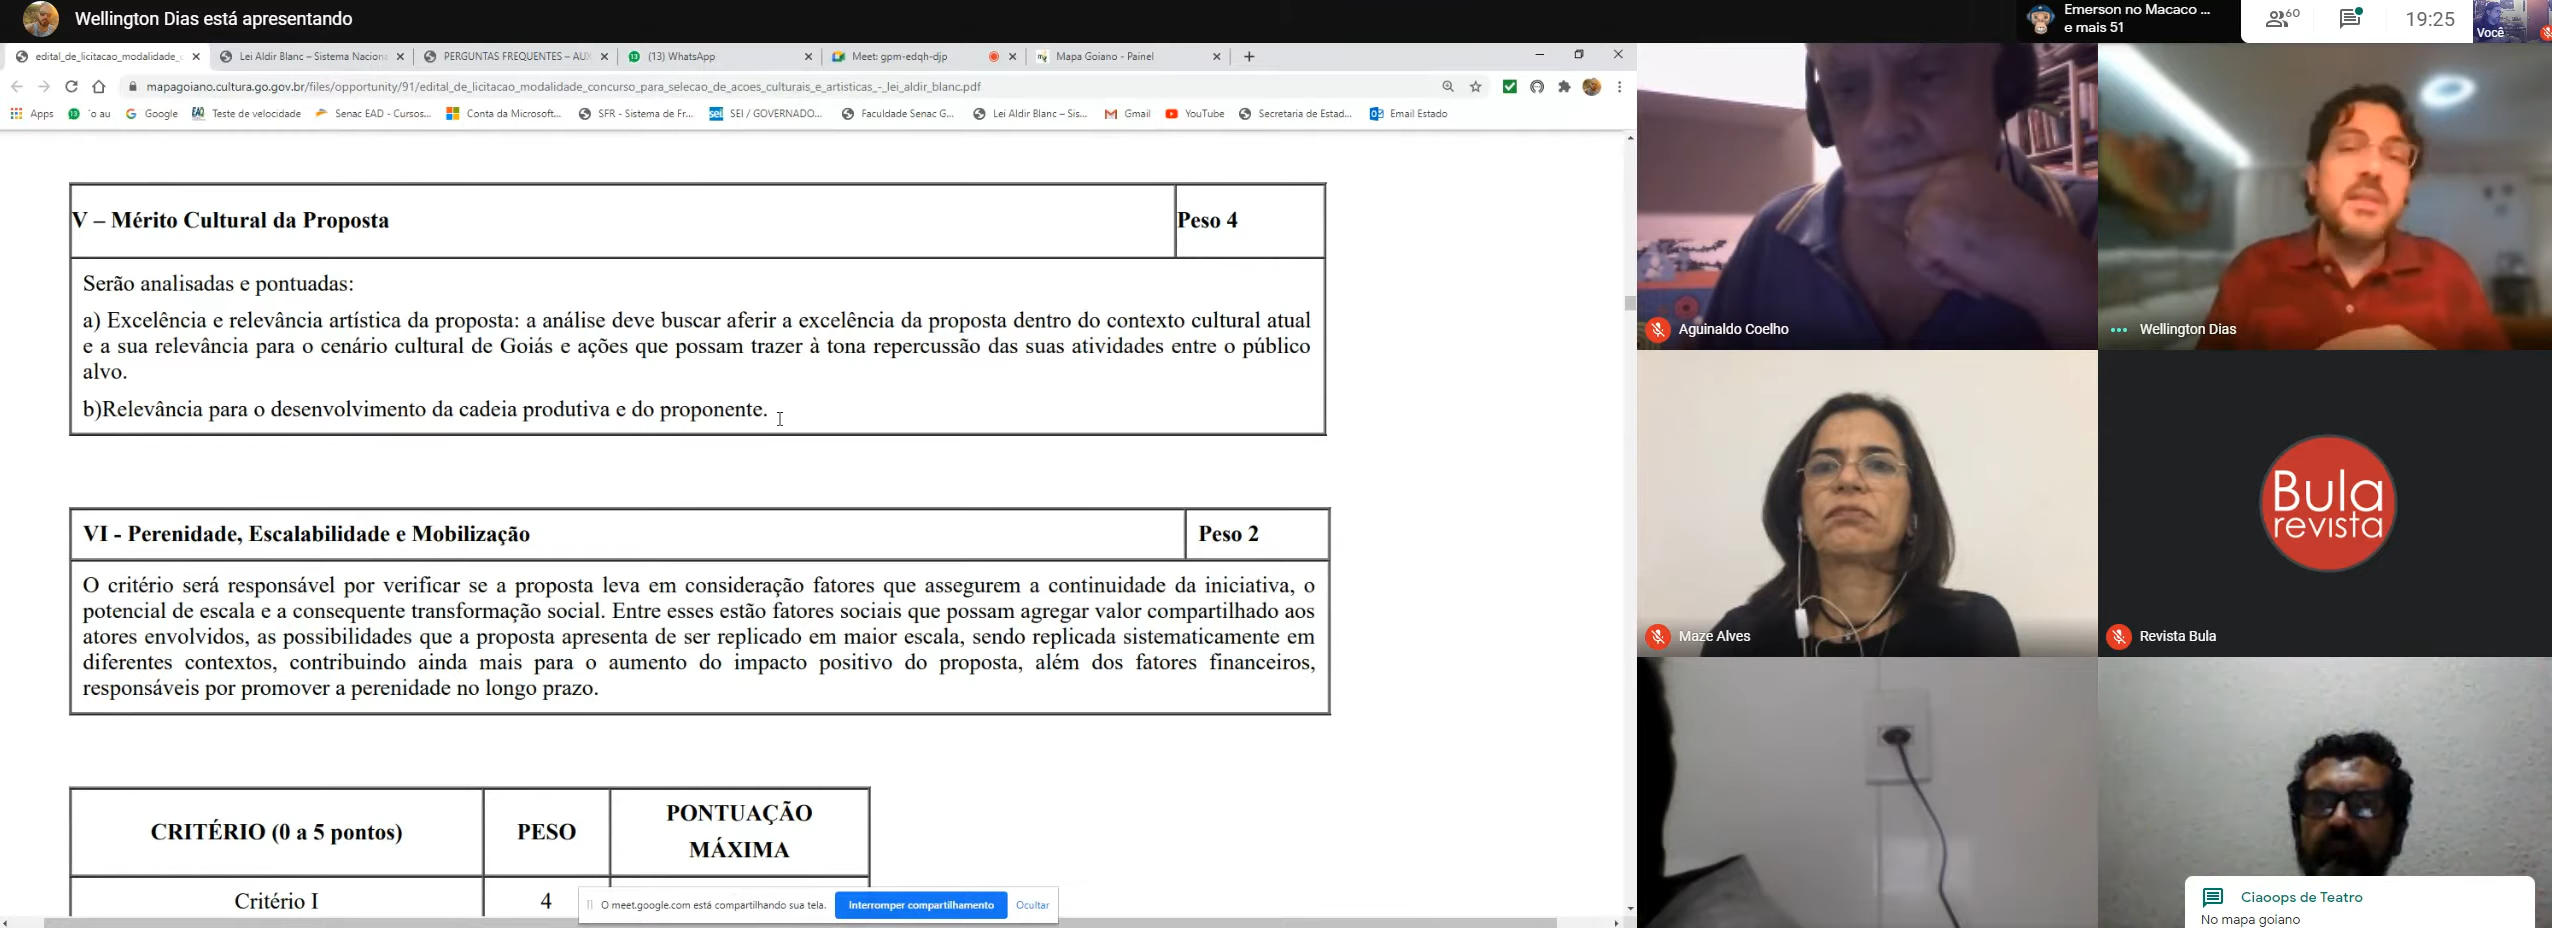 Wellington Dias está apresentando
Emerson no Macaco ...
e mais 51
60
19:25
Você
edital_de_licitacao_modalidade_
Lei Aldir Blanc – Sistema Naciona
PERGUNTAS FREQUENTES – AUX
(13) WhatsApp
Meet: gpm-edqh-djp
Mapa Goiano - Painel
mapagoiano.cultura.go.gov.br/files/opportunity/91/edital_de_licitacao_modalidade_concurso_para_selecao_de_acoes_culturais_e_artisticas_-_lei_aldir_blanc.pdf
Apps
Google
Teste de velocidade
Senac EAD - Cursos...
Conta da Microsoft...
SFR - Sistema de Fr...
SEI / GOVERNADO...
Faculdade Senac G...
Lei Aldir Blanc – Sis...
Gmail
YouTube
Secretaria de Estad...
Email Estado
V – Mérito Cultural da Proposta
Peso 4
Serão analisadas e pontuadas:
a) Excelência e relevância artística da proposta: a análise deve buscar aferir a excelência da proposta dentro do contexto cultural atual
e a sua relevância para o cenário cultural de Goiás e ações que possam trazer à tona repercussão das suas atividades entre o público
alvo.
b)Relevância para o desenvolvimento da cadeia produtiva e do proponente.
VI - Perenidade, Escalabilidade e Mobilização
Peso 2
O critério será responsável por verificar se a proposta leva em consideração fatores que assegurem a continuidade da iniciativa, o
potencial de escala e a consequente transformação social. Entre esses estão fatores sociais que possam agregar valor compartilhado aos
atores envolvidos, as possibilidades que a proposta apresenta de ser replicado em maior escala, sendo replicada sistematicamente em
diferentes contextos, contribuindo ainda mais para o aumento do impacto positivo do proposta, além dos fatores financeiros,
responsáveis por promover a perenidade no longo prazo.
CRITÉRIO (0 a 5 pontos)
PESO
PONTUAÇÃO
MÁXIMA
Critério I
4
O meet.google.com está compartilhando sua tela.
Interromper compartilhamento
Ocultar
Aguinaldo Coelho
Wellington Dias
Maze Alves
Bula
revista
Revista Bula
Ciaoops de Teatro
No mapa goiano